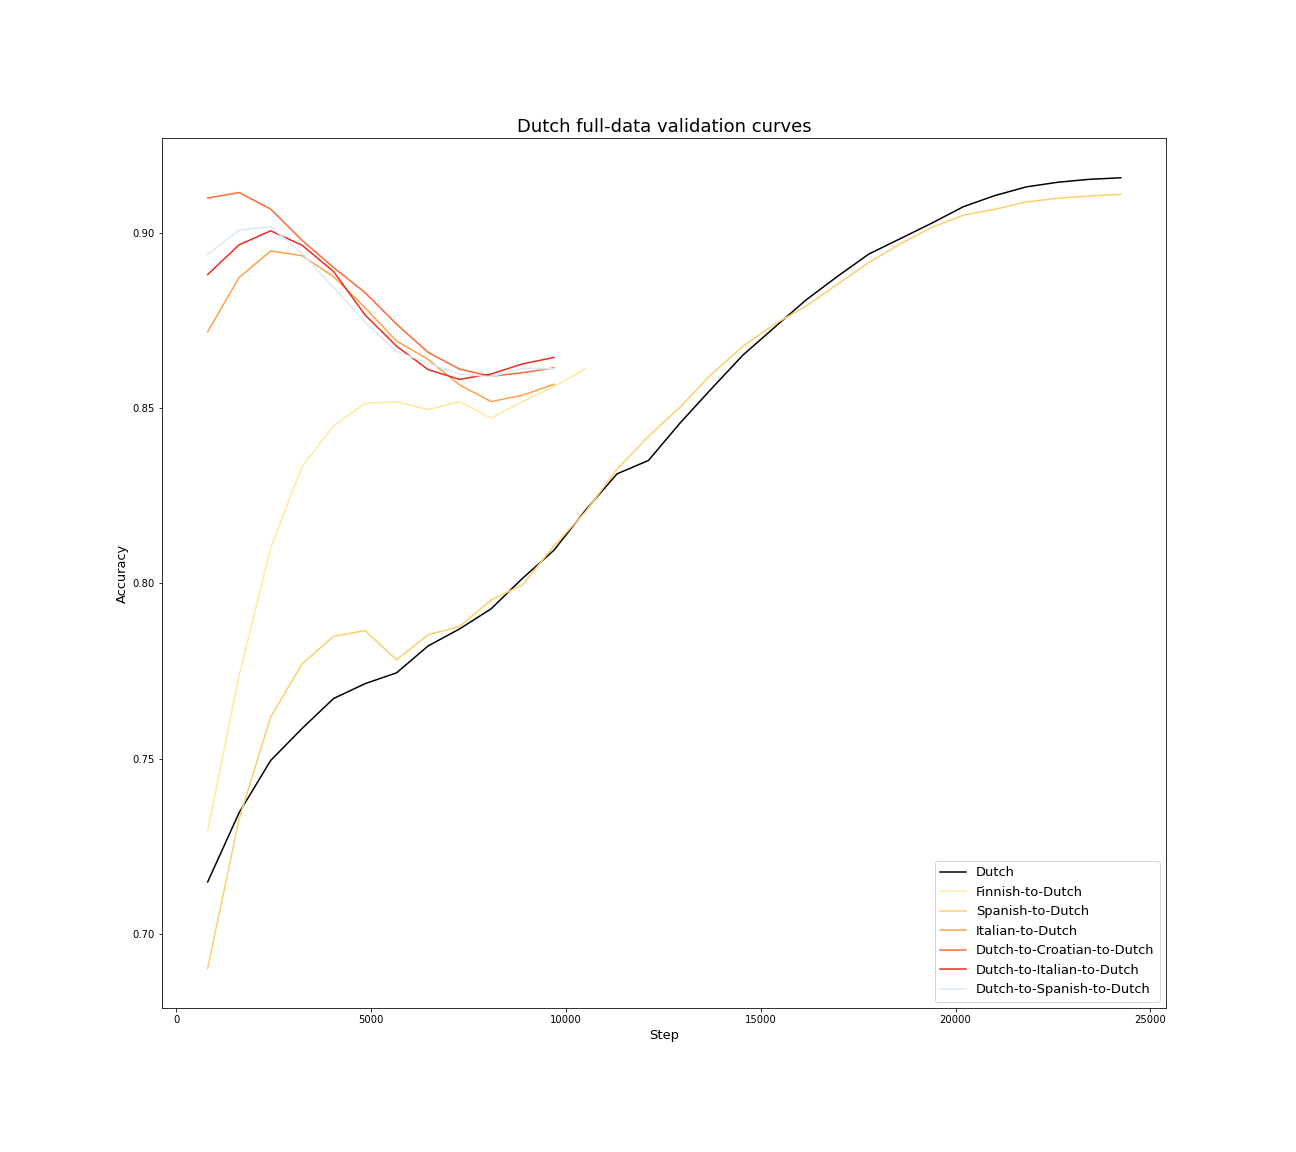 Dutch full-data validation curves
0.90
0.85
0.80
0.75
0.70
Accuracy
0
5000
10000
15000
20000
25000
Step
Dutch
Finnish-to-Dutch
Spanish-to-Dutch
Italian-to-Dutch
Dutch-to-Croatian-to-Dutch
Dutch-to-Italian-to-Dutch
Dutch-to-Spanish-to-Dutch